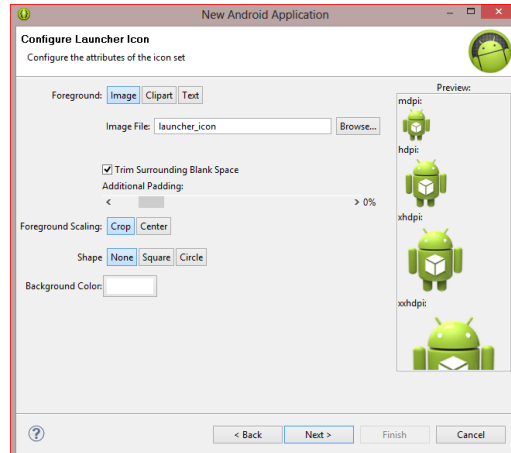 New Android Application
Configure Launcher Icon
Configure the attributes of the icon set
Foreground: Image Clipart Text
Image File: launcher_icon Browse...
Trim Surrounding Blank Space
Additional Padding:
< > 0%
Foreground Scaling: Crop Center
Shape None Square Circle
Background Color:
Preview:
mdpi:
hdpi:
xhdpi:
xxhdpi:
? < Back Next > Finish Cancel